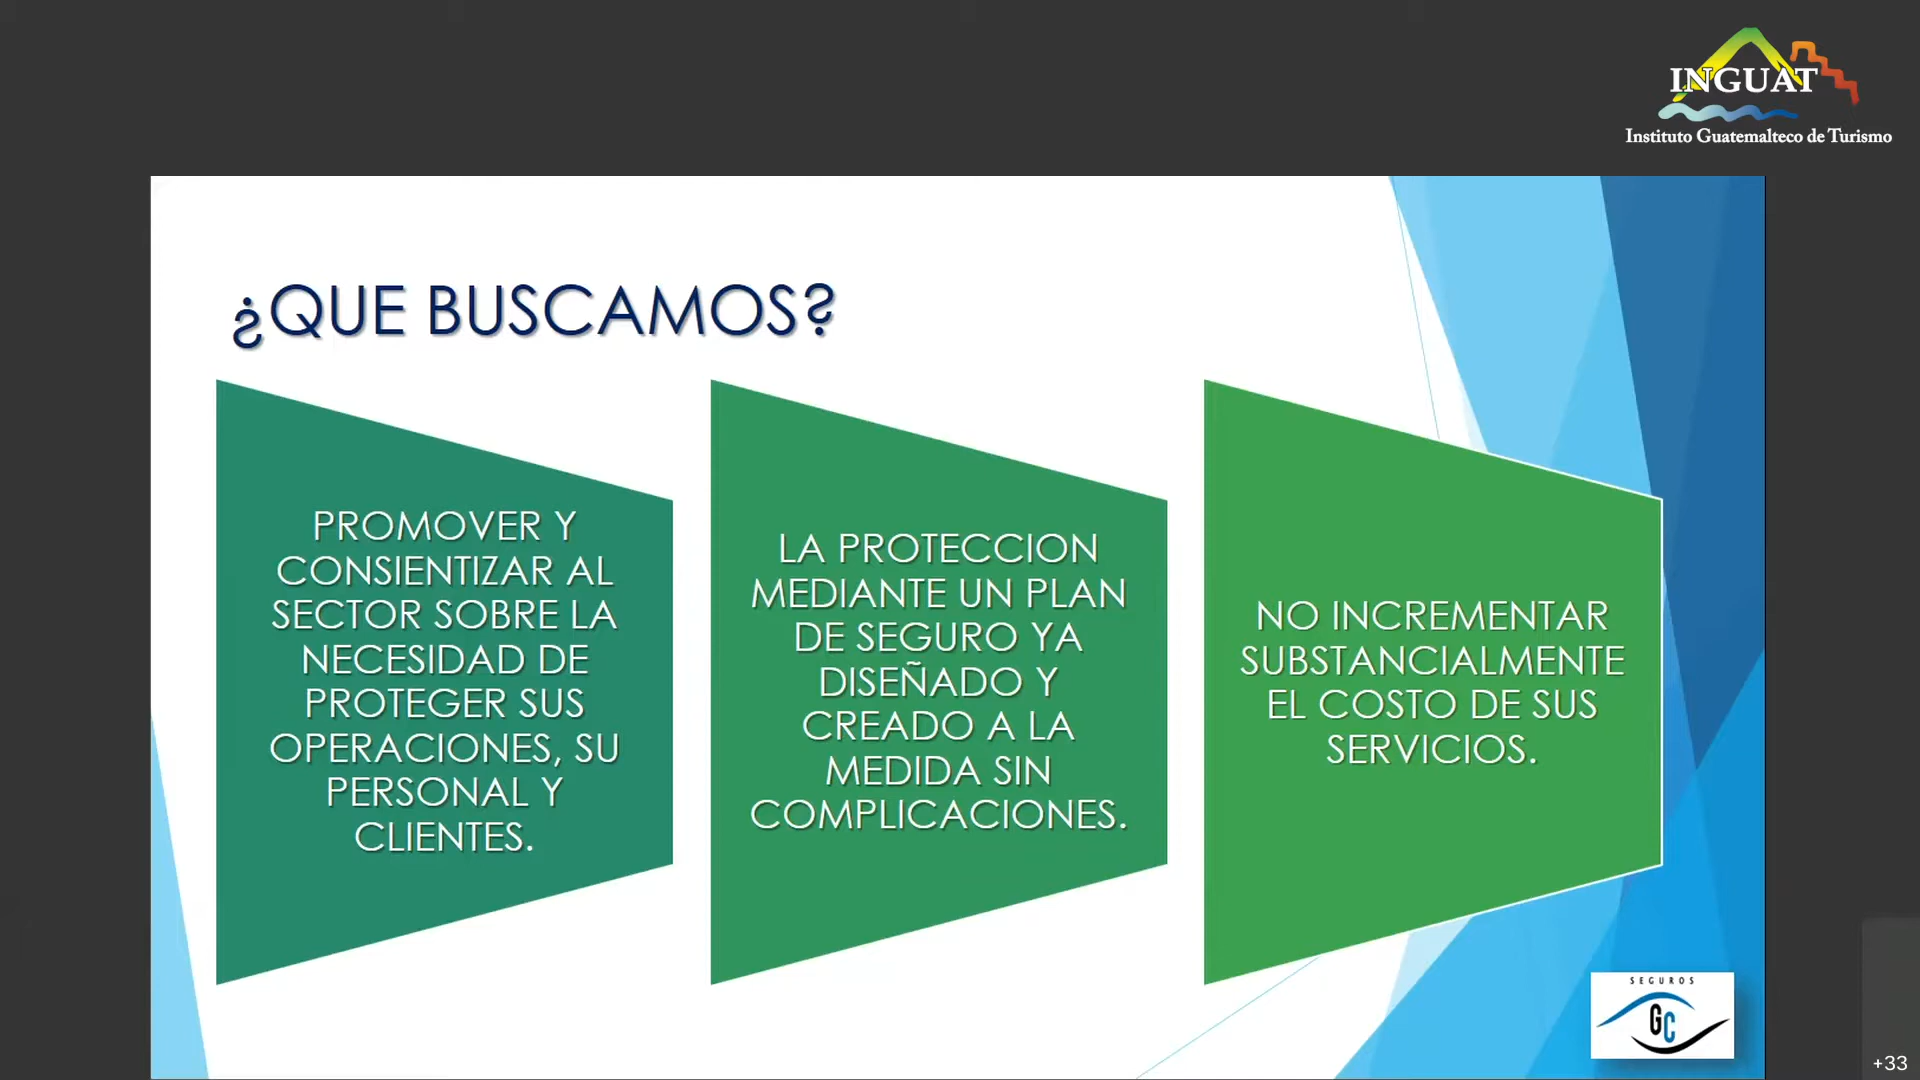 INGUAT
Instituto Guatemalteco de Turismo
¿QUE BUSCAMOS?
PROMOVER Y
CONSIENTIZAR AL
SECTOR SOBRE LA
NECESIDAD DE
PROTEGER SUS
OPERACIONES, SU
PERSONAL Y
CLIENTES.
LA PROTECCION
MEDIANTE UN PLAN
DE SEGURO YA
DISEÑADO Y
CREADO A LA
MEDIDA SIN
COMPLICACIONES.
NO INCREMENTAR
SUBSTANCIALMENTE
EL COSTO DE SUS
SERVICIOS.
SEGUROS
GC
+33